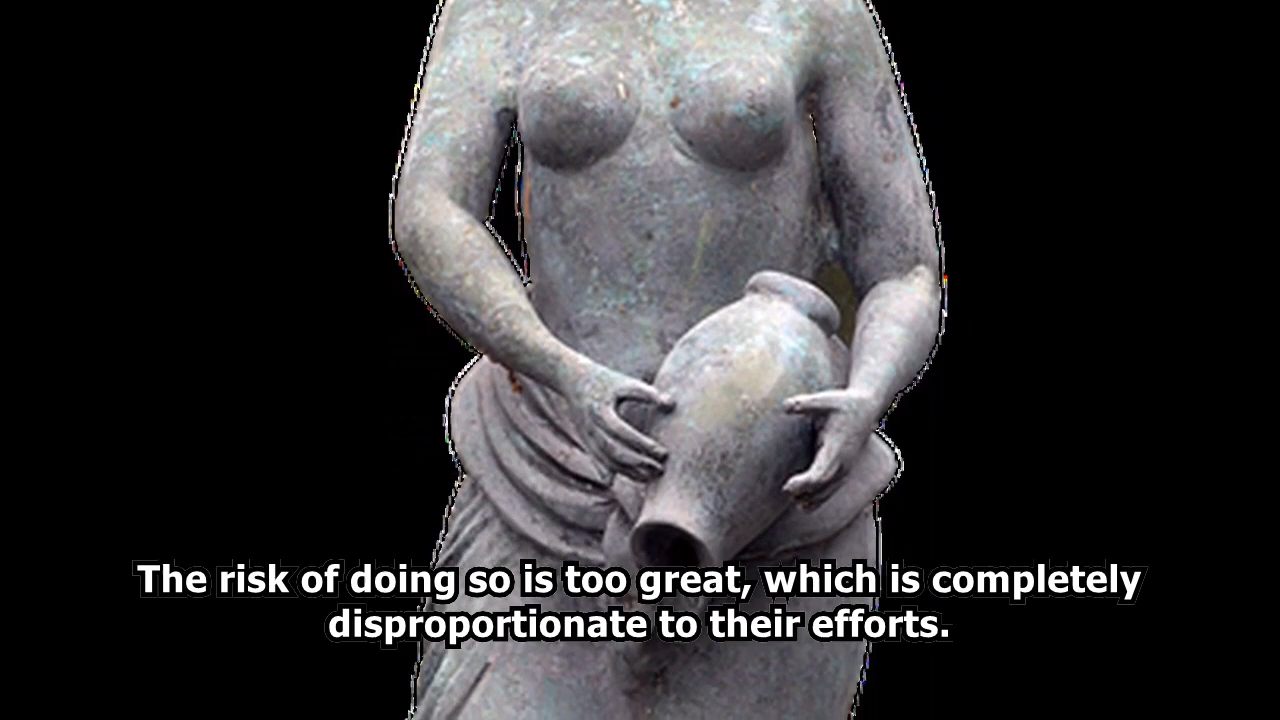 The risk of doing so is too great, which is completely
disproportionate to their efforts.